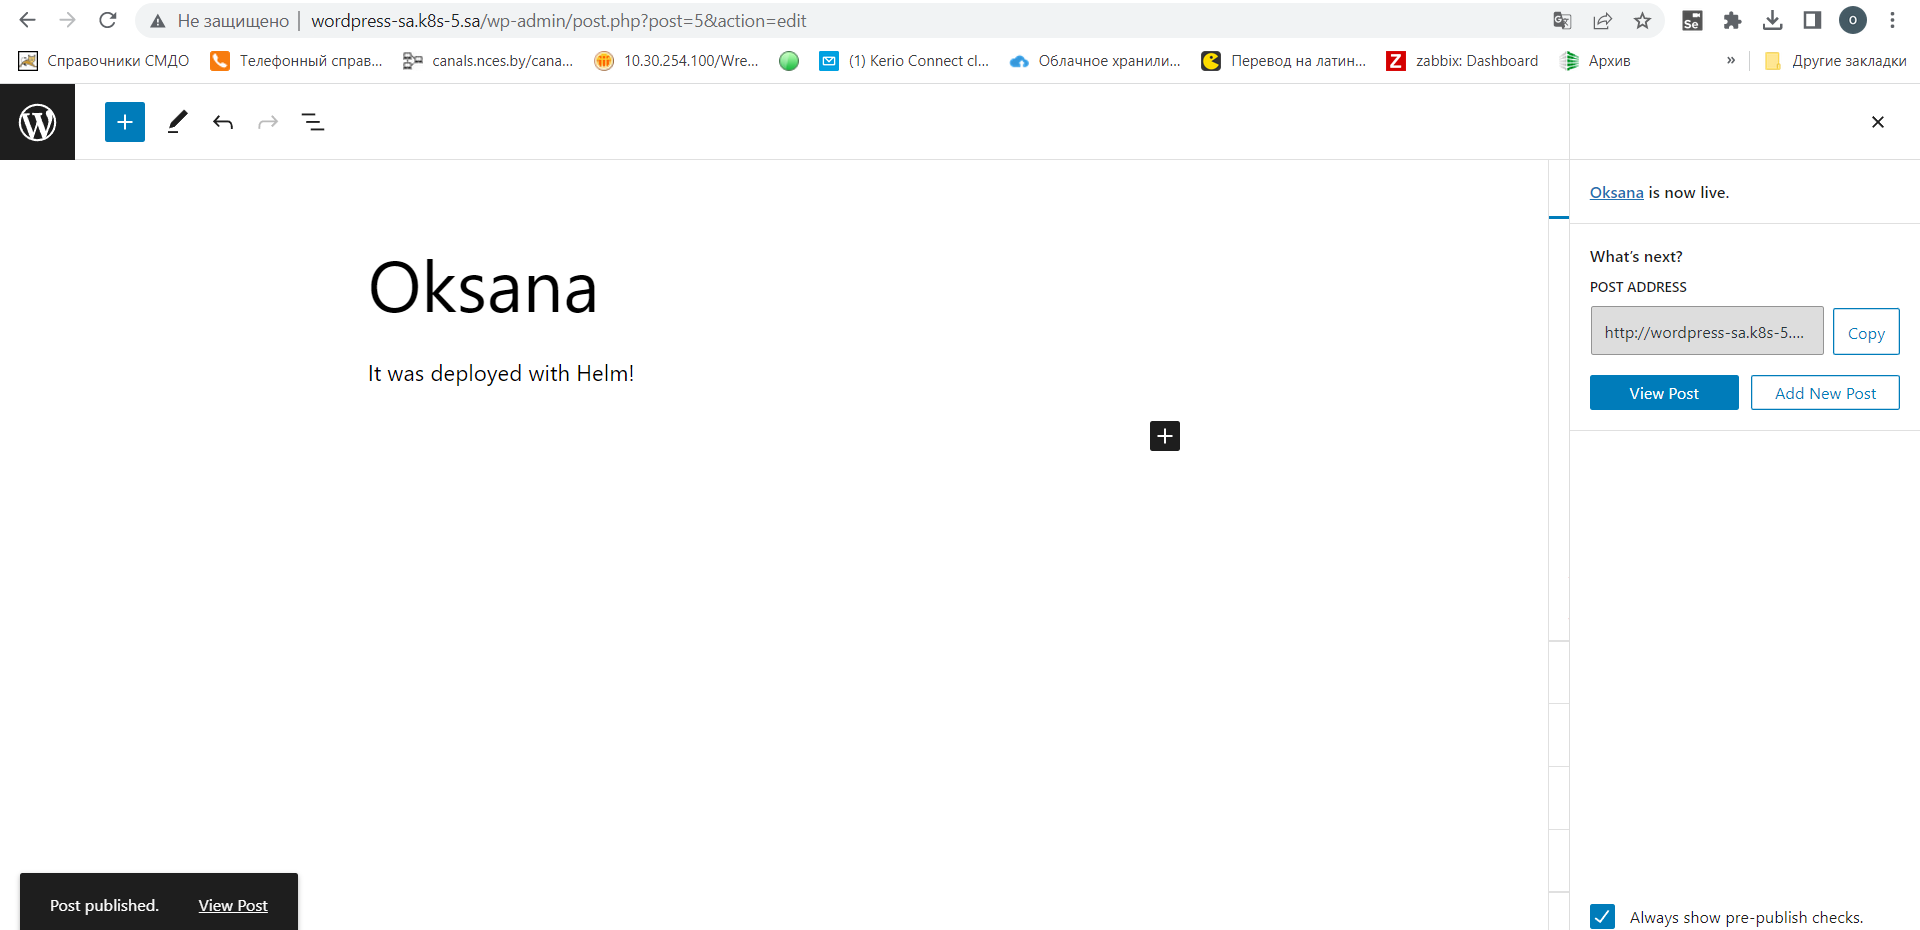 Не защищено | wordpress-sa.k8s-5.sa/wp-admin/post.php?post=5&action=edit
Se
O
Справочники СМДО
Телефонный справ...
canals.nces.by/cana...
10.30.254.100/Wre...
(1) Kerio Connect cl...
Облачное хранили...
Перевод на латин...
Z zabbix: Dashboard
Архив
»
Другие закладки
Oksana is now live.
Oksana
What's next?
POST ADDRESS
http://wordpress-sa.k8s-5....
Copy
It was deployed with Helm!
View Post
Add New Post
Post published.
View Post
Always show pre-publish checks.